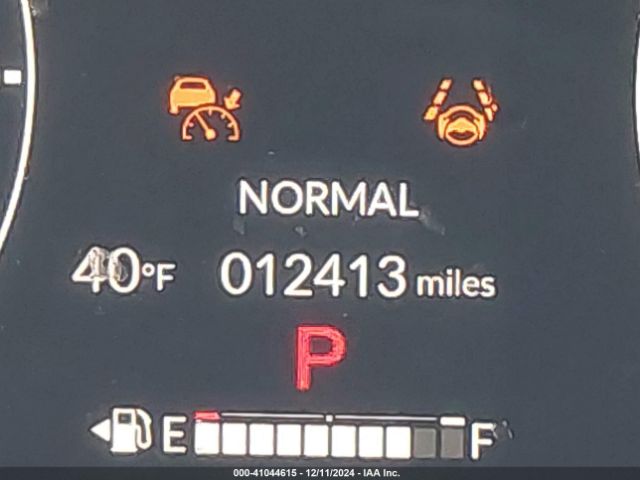 NORMAL
40°F 012413 miles
P
E F
000-41044615 - 12/11/2024 - IAA Inc.